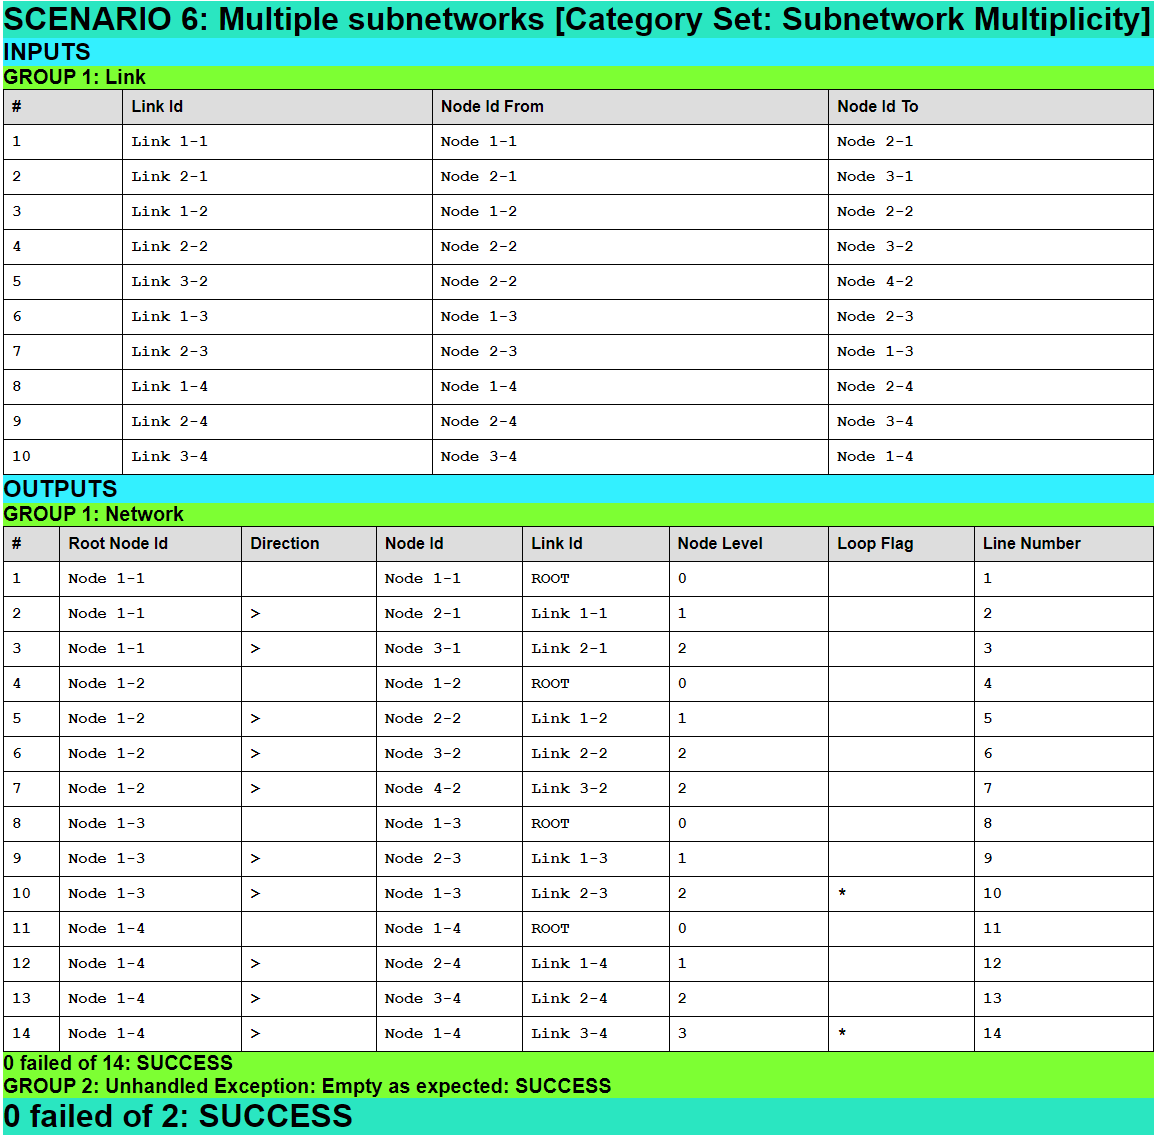 SCENARIO 6: Multiple subnetworks [Category Set: Subnetwork Multiplicity]
INPUTS
GROUP 1: Link
# Link Id Node Id From Node Id To
1 Link 1-1 Node 1-1 Node 2-1
2 Link 2-1 Node 2-1 Node 3-1
3 Link 1-2 Node 1-2 Node 2-2
4 Link 2-2 Node 2-2 Node 3-2
5 Link 3-2 Node 2-2 Node 4-2
6 Link 1-3 Node 1-3 Node 2-3
7 Link 2-3 Node 2-3 Node 1-3
8 Link 1-4 Node 1-4 Node 2-4
9 Link 2-4 Node 2-4 Node 3-4
10 Link 3-4 Node 3-4 Node 1-4
OUTPUTS
GROUP 1: Network
# Root Node Id Direction Node Id Link Id Node Level Loop Flag Line Number
1 Node 1-1 Node 1-1 ROOT 0 1
2 Node 1-1 > Node 2-1 Link 1-1 1 2
3 Node 1-1 > Node 3-1 Link 2-1 2 3
4 Node 1-2 Node 1-2 ROOT 0 4
5 Node 1-2 > Node 2-2 Link 1-2 1 5
6 Node 1-2 > Node 3-2 Link 2-2 2 6
7 Node 1-2 > Node 4-2 Link 3-2 2 7
8 Node 1-3 Node 1-3 ROOT 0 8
9 Node 1-3 > Node 2-3 Link 1-3 1 9
10 Node 1-3 > Node 1-3 Link 2-3 2 * 10
11 Node 1-4 Node 1-4 ROOT 0 11
12 Node 1-4 > Node 2-4 Link 1-4 1 12
13 Node 1-4 > Node 3-4 Link 2-4 2 13
14 Node 1-4 > Node 1-4 Link 3-4 3 * 14
0 failed of 14: SUCCESS
GROUP 2: Unhandled Exception: Empty as expected: SUCCESS
0 failed of 2: SUCCESS